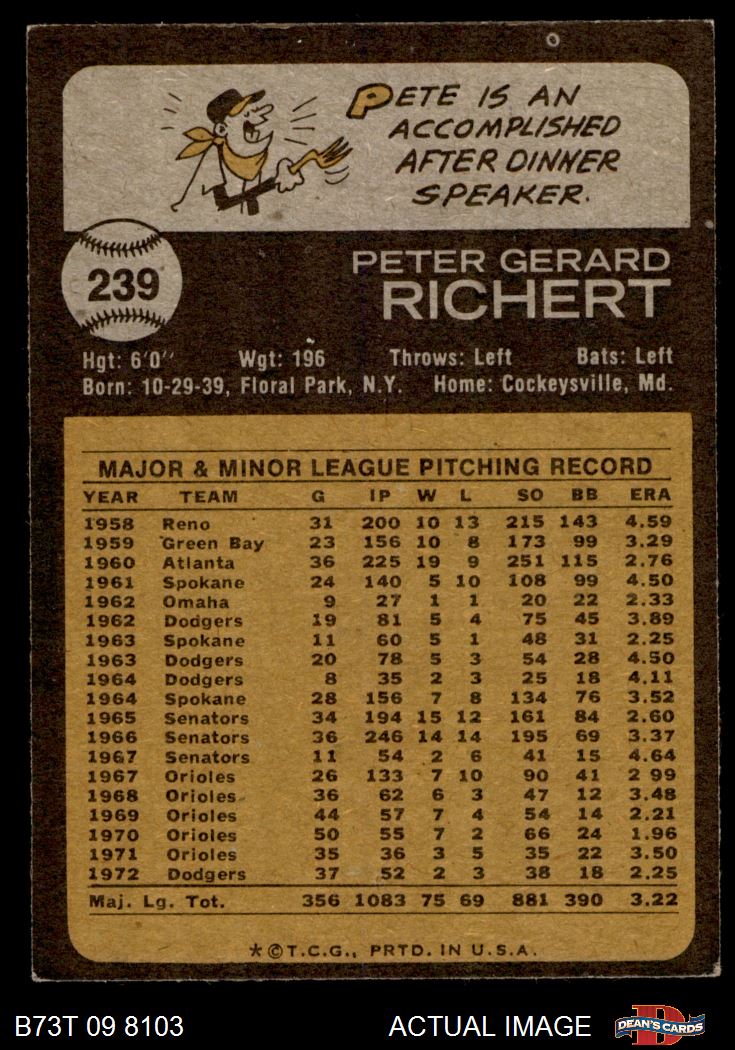 PETE IS AN
ACCOMPLISHED
AFTER DINNER
SPEAKER.
239
PETER GERARD
RICHERT
Hgt: 6'0" Wgt: 196 Throws: Left Bats: Left
Born: 10-29-39, Floral Park, N.Y. Home: Cockeysville, Md.
MAJOR & MINOR LEAGUE PITCHING RECORD
YEAR TEAM G IP W L SO BB ERA
1958 Reno 31 200 10 13 215 143 4.59
1959 Green Bay 23 156 10 8 173 99 3.29
1960 Atlanta 36 225 19 9 251 115 2.76
1961 Spokane 24 140 5 10 108 99 4.50
1962 Omaha 9 27 1 1 20 22 2.33
1962 Dodgers 19 81 5 4 75 45 3.89
1963 Spokane 11 60 5 1 48 31 2.25
1963 Dodgers 20 78 5 3 54 28 4.50
1964 Dodgers 8 35 2 3 25 18 4.11
1964 Spokane 28 156 7 8 134 76 3.52
1965 Senators 34 194 15 12 161 84 2.60
1966 Senators 36 246 14 14 195 69 3.37
1967 Senators 11 54 2 6 41 15 4.64
1967 Orioles 26 133 7 10 90 41 2 99
1968 Orioles 36 62 6 3 47 12 3.48
1969 Orioles 44 57 7 4 54 14 2.21
1970 Orioles 50 55 7 2 66 24 1.96
1971 Orioles 35 36 3 5 35 22 3.50
1972 Dodgers 37 52 2 3 38 18 2.25
Maj. Lg. Tot. 356 1083 75 69 881 390 3.22
*©T.C.G., PRTD. IN U.S.A.
B73T 09 8103 ACTUAL IMAGE DEAN'S CARDS